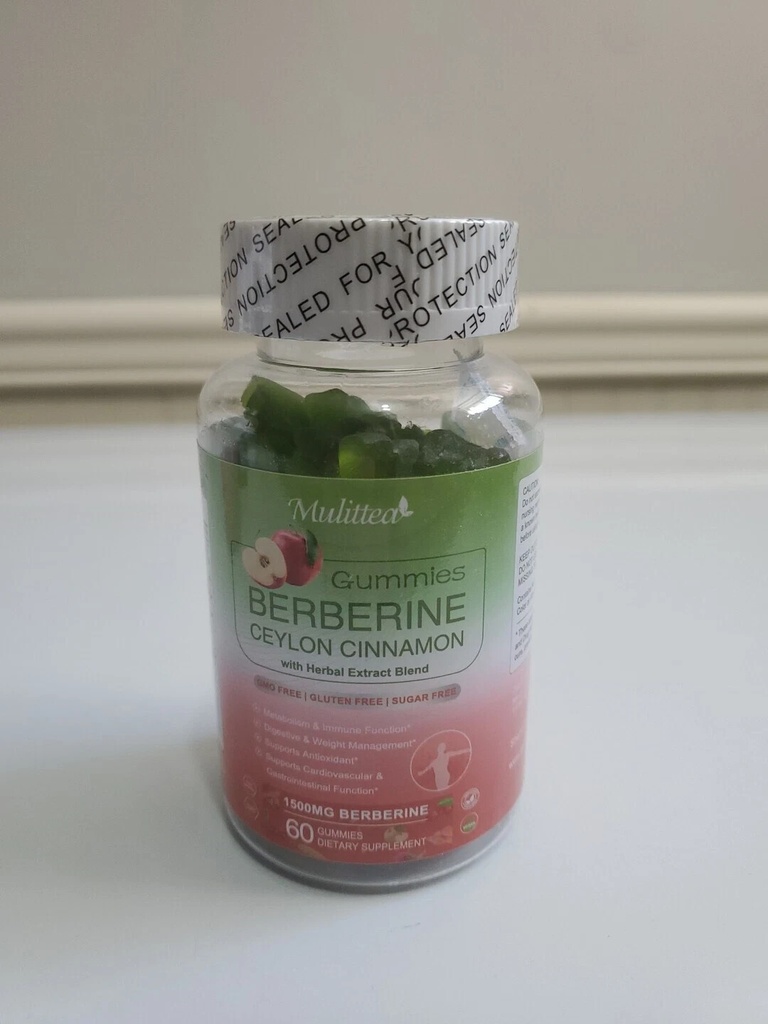 TION SEAL
PROTECTION SEALED FOR YOUR PROTECTION SEALED
Mulittea
Gummies
BERBERINE
CEYLON CINNAMON
with Herbal Extract Blend
GMO FREE | GLUTEN FREE | SUGAR FREE
Metabolism & Immune Function*
Digestive & Weight Management*
Supports Antioxidant*
Supports Cardiovascular &
Gastrointestinal Function*
1500MG BERBERINE
60 GUMMIES
DIETARY SUPPLEMENT